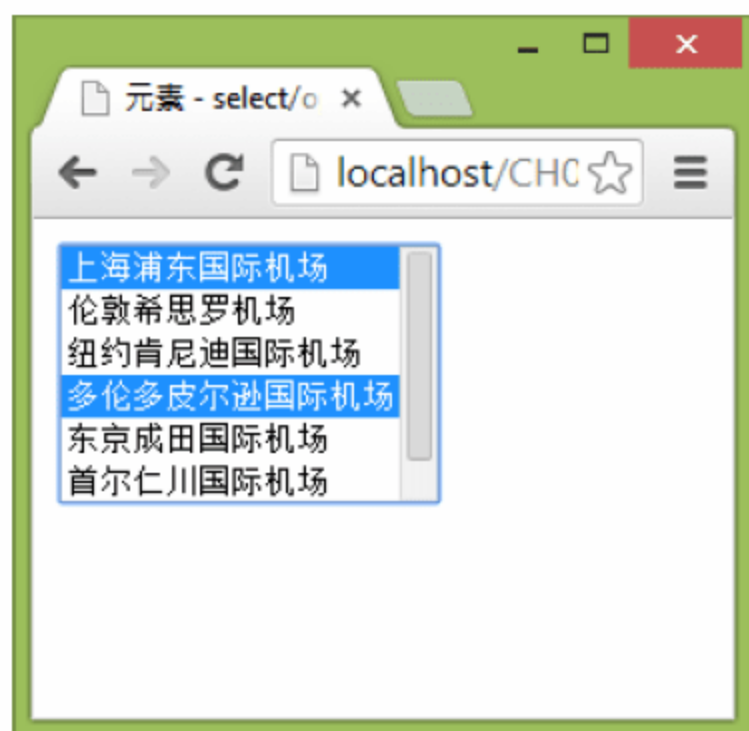 元素 - select/o
localhost/CH0
上海浦东国际机场
伦敦希思罗机场
纽约肯尼迪国际机场
多伦多皮尔逊国际机场
东京成田国际机场
首尔仁川国际机场